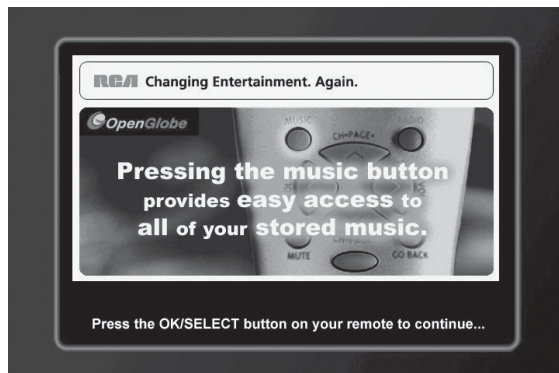 RCA Changing Entertainment. Again.
OpenGlobe
MUSIC
CH+PAGE+
RADIO
Pressing the music button
provides easy access to
all of your stored music.
MUTE
GO BACK
Press the OK/SELECT button on your remote to continue...